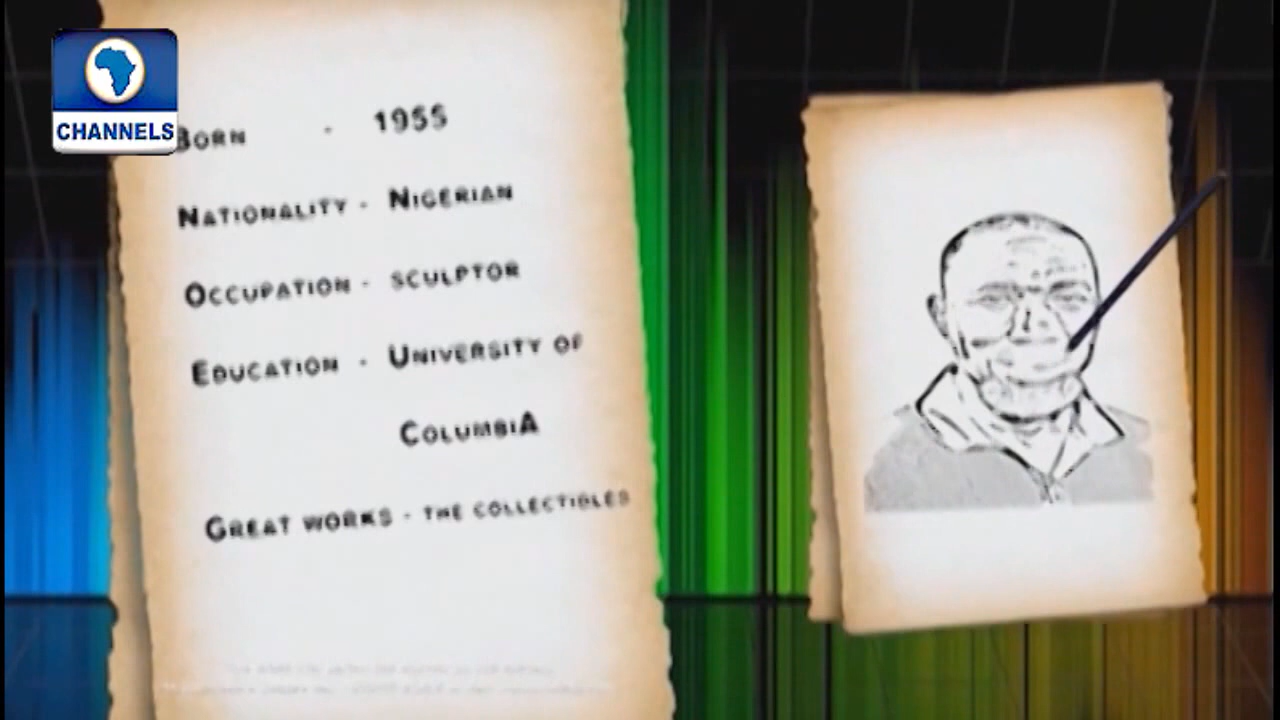 CHANNELS
BORN - 1955
NATIONALITY - NIGERIAN
OCCUPATION - SCULPTOR
EDUCATION - UNIVERSITY OF
COLUMBIA
GREAT WORKS - THE COLLECTIBLES